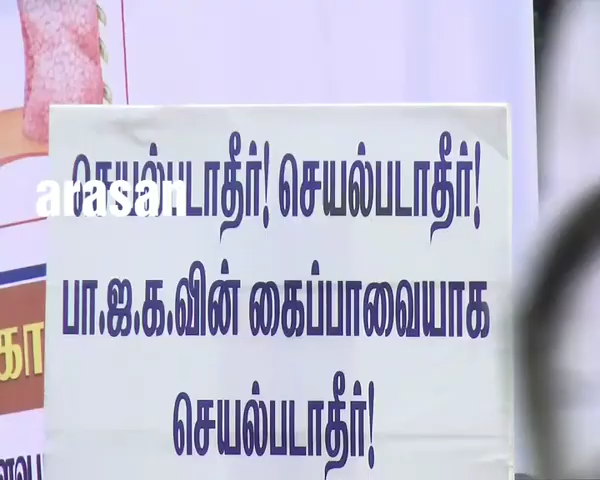 செயல்படாதீர்! செயல்படாதீர்!
arasan
பா.ஜ.க.வின் கைப்பாவையாக
செயல்படாதீர்!